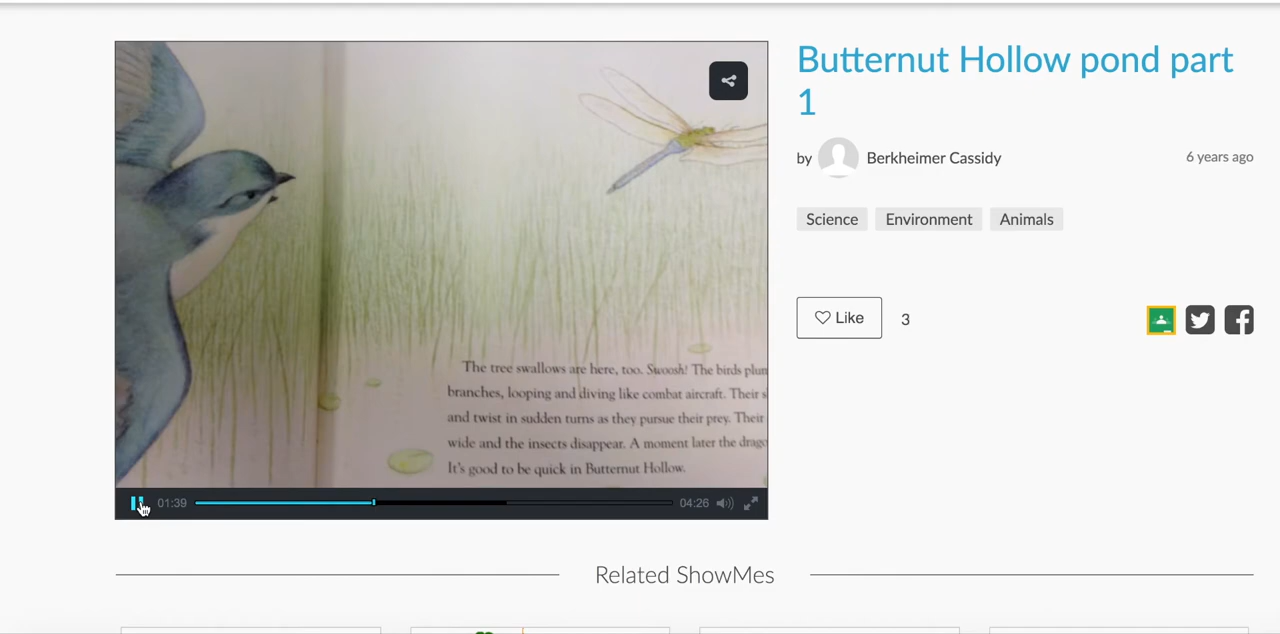 Butternut Hollow pond part
1
by Berkheimer Cassidy 6 years ago
Science Environment Animals
Like 3
The tree swallows are here, too. Swoosh! The birds
branches, looping and diving like combat aircraft. Their
and twist in sudden turns as they pursue their prey. Their
wide and the insects disappear. A moment later the
It's good to be quick in Butternut Hollow.
01:39 04:26
Related ShowMes